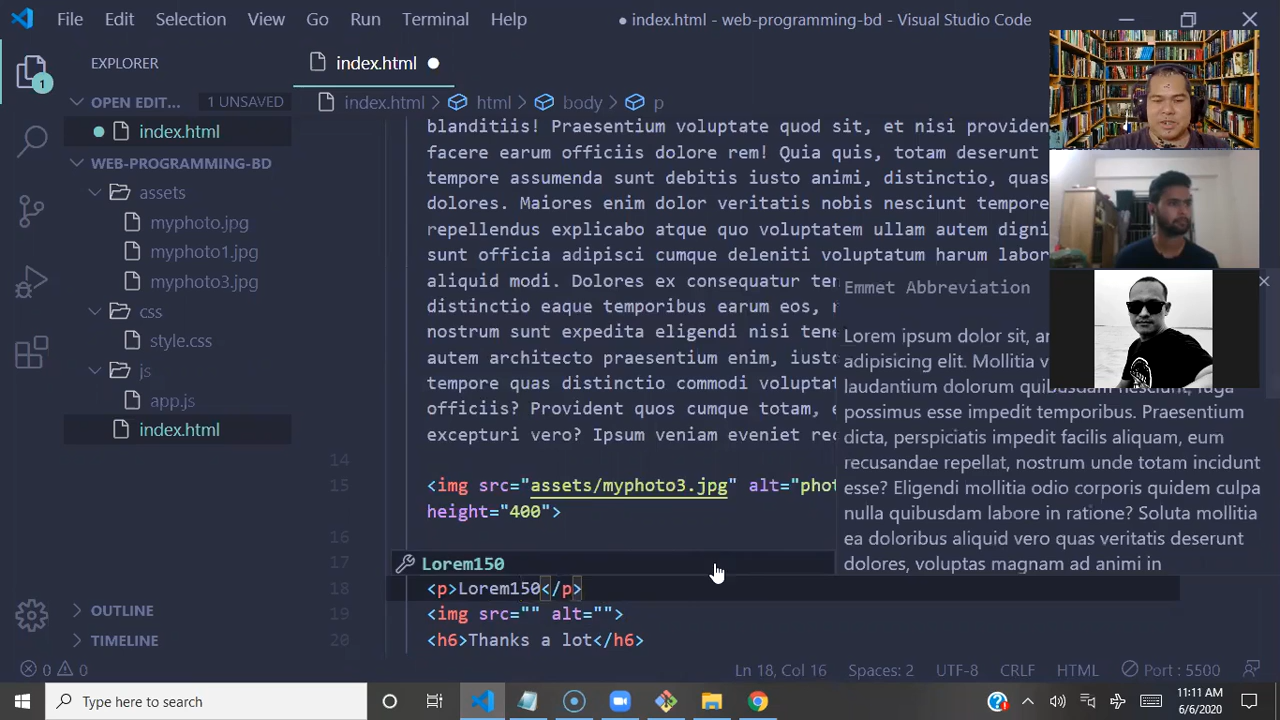 File Edit Selection View Go Run Terminal Help ● index.html - web-programming-bd - Visual Studio Code
EXPLORER
index.html
OPEN EDIT... 1 UNSAVED
index.html
WEB-PROGRAMMING-BD
assets
myphoto.jpg
myphoto1.jpg
myphoto3.jpg
css
style.css
js
app.js
index.html
OUTLINE
TIMELINE
1
index.html html body p
blanditiis! Praesentium voluptate quod sit, et nisi providen
facere earum officiis dolore rem! Quia quis, totam deserunt
tempore assumenda sunt debitis iusto animi, distinctio, quas
dolores. Maiores enim dolor veritatis nobis nesciunt tempore
repellendus explicabo atque quo voluptatem ullam autem dign
sunt officia adipisci cumque deleniti voluptatum harum labor
aliquid modi. Dolores ex consequatur te
distinctio eaque temporibus earum eos,
nostrum sunt expedita eligendi nisi tene
autem architecto praesentium enim, iusto
tempore quas distinctio commodi volupta
officiis? Provident quos cumque totam,
excepturi vero? Ipsum veniam eveniet rec
14
15 <img src="assets/myphoto3.jpg" alt="phot
height="400">
16
17 Lorem150
18 <p>Lorem150</p>
19 <img src="" alt="">
20 <h6>Thanks a lot</h6>
Emmet Abbreviation
Lorem ipsum dolor sit, a
adipisicing elit. Mollitia v
laudantium dolorum quibusdam nesciunt, fuga
possimus esse impedit temporibus. Praesentium
dicta, perspiciatis impedit facilis aliquam, eum
recusandae repellat, nostrum unde totam incidunt
esse? Eligendi mollitia odio corporis quidem culpa
nulla quibusdam labore in ratione? Soluta mollitia
ea doloribus aliquid vero quas veritatis deserunt
dolores, voluptas magnam ad animi in
0 0 Ln 18, Col 16 Spaces: 2 UTF-8 CRLF HTML Port : 5500
Type here to search
11:11 AM
6/6/2020